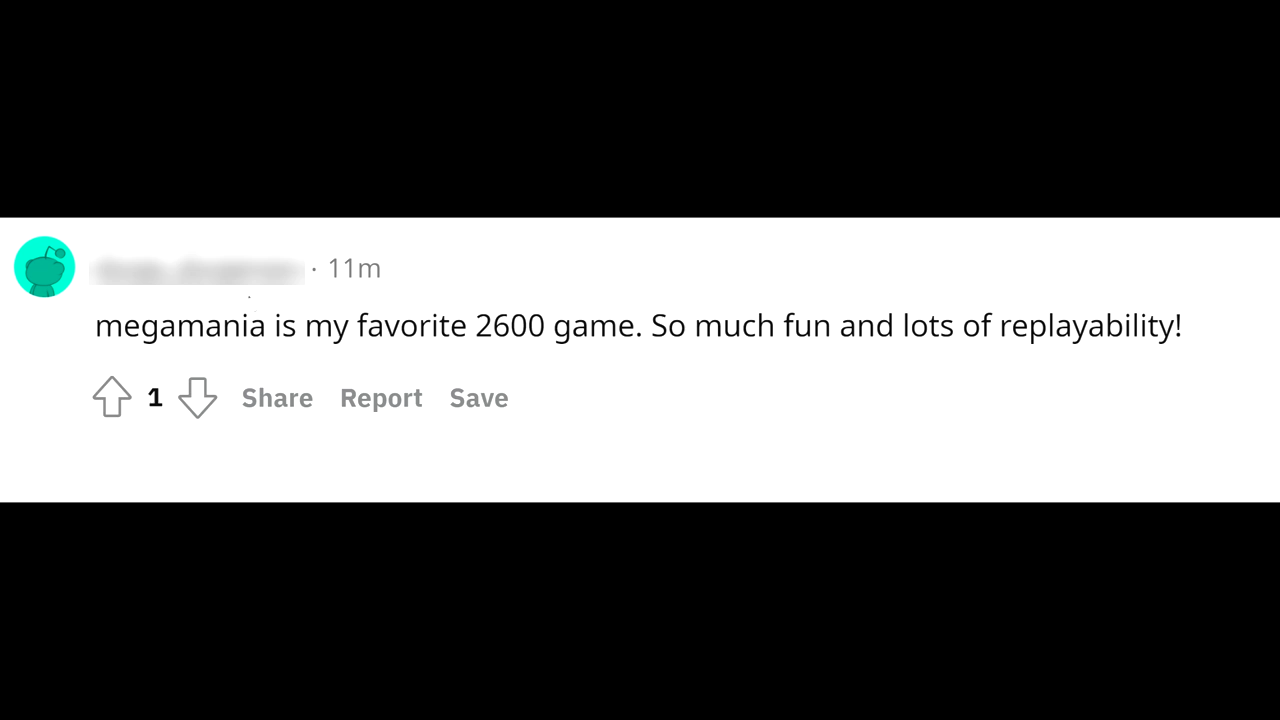 · 11m
megamania is my favorite 2600 game. So much fun and lots of replayability!
1 Share Report Save